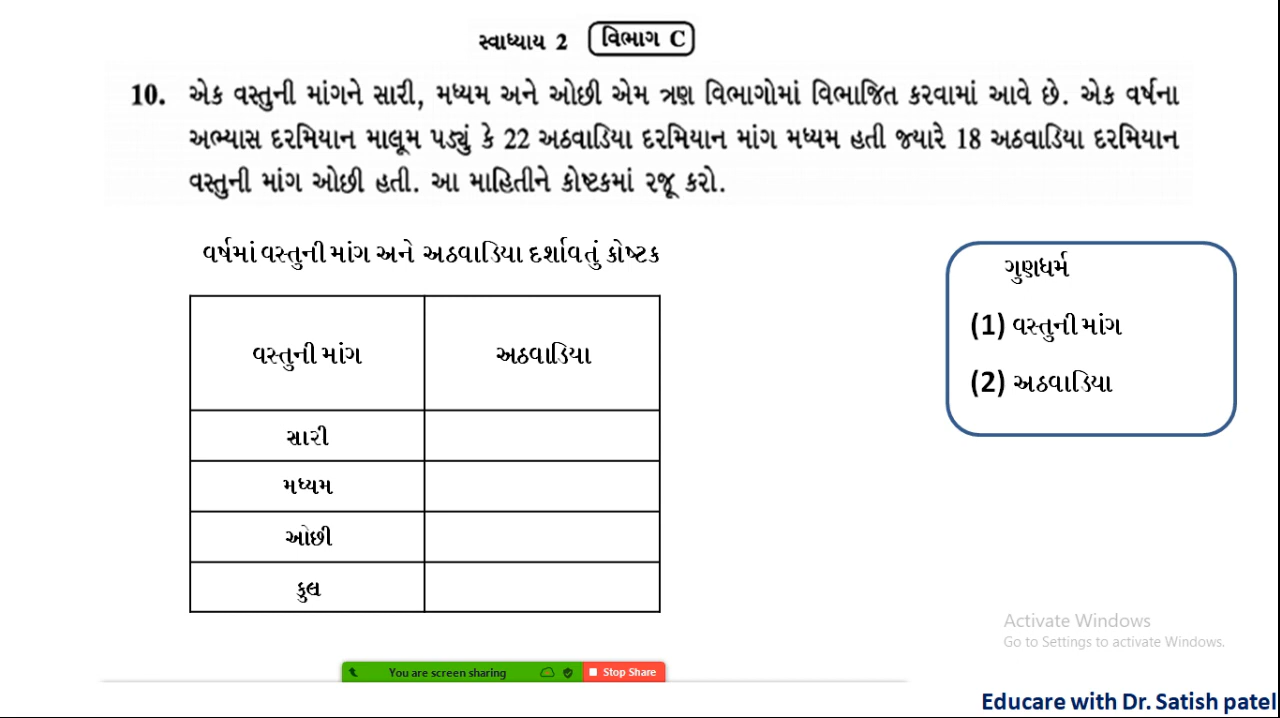 સ્વાધ્યાય 2 વિભાગ C
10. એક વસ્તુની માંગને સારી, મધ્યમ અને ઓછી એમ ત્રણ વિભાગોમાં વિભાજિત કરવામાં આવે છે. એક વર્ષના
અભ્યાસ દરમિયાન માલૂમ પડ્યું કે 22 અઠવાડિયા દરમિયાન માંગ મધ્યમ હતી જ્યારે 18 અઠવાડિયા દરમિયાન
વસ્તુની માંગ ઓછી હતી. આ માહિતીને કોષ્ટકમાં રજૂ કરો.
વર્ષમાં વસ્તુની માંગ અને અઠવાડિયા દર્શાવતું કોષ્ટક
વસ્તુની માંગ અઠવાડિયા
સારી
મધ્યમ
ઓછી
કુલ
ગુણધર્મ
(1) વસ્તુની માંગ
(2) અઠવાડિયા
Activate Windows
Go to Settings to activate Windows.
You are screen sharing Stop Share
Educare with Dr. Satish patel